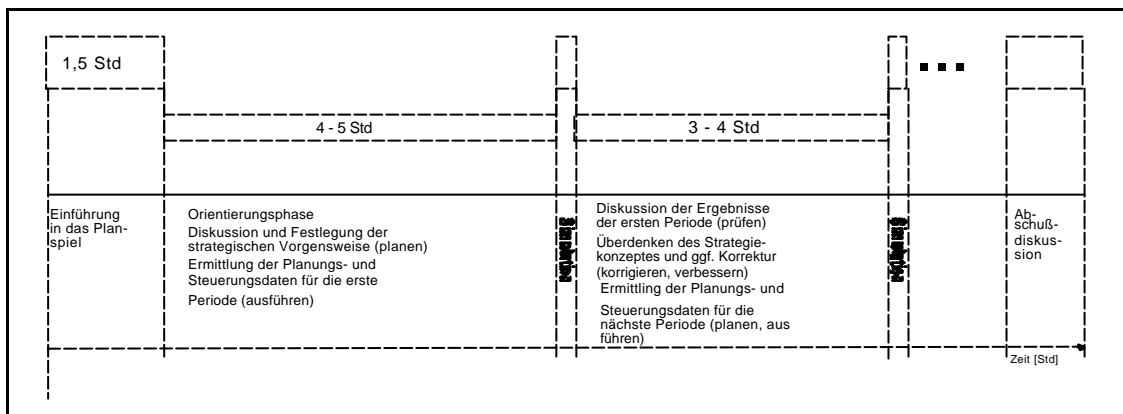 1,5 Std
4 - 5 Std
3 - 4 Std
Einführung
in das Plan-
spiel
Orientierungsphase
Diskussion und Festlegung der
strategischen Vorgensweise (planen)
Ermittlung der Planungs- und
Steuerungsdaten für die erste
Periode (ausführen)
Diskussion der Ergebnisse
der ersten Periode (prüfen)
Überdenken des Strategie-
konzeptes und ggf. Korrektur
(korrigieren, verbessern)
Ermittling der Planungs- und
Steuerungsdaten für die
nächste Periode (planen, aus
führen)
Ab-
schußß-
diskus-
sion
Zeit [Std]